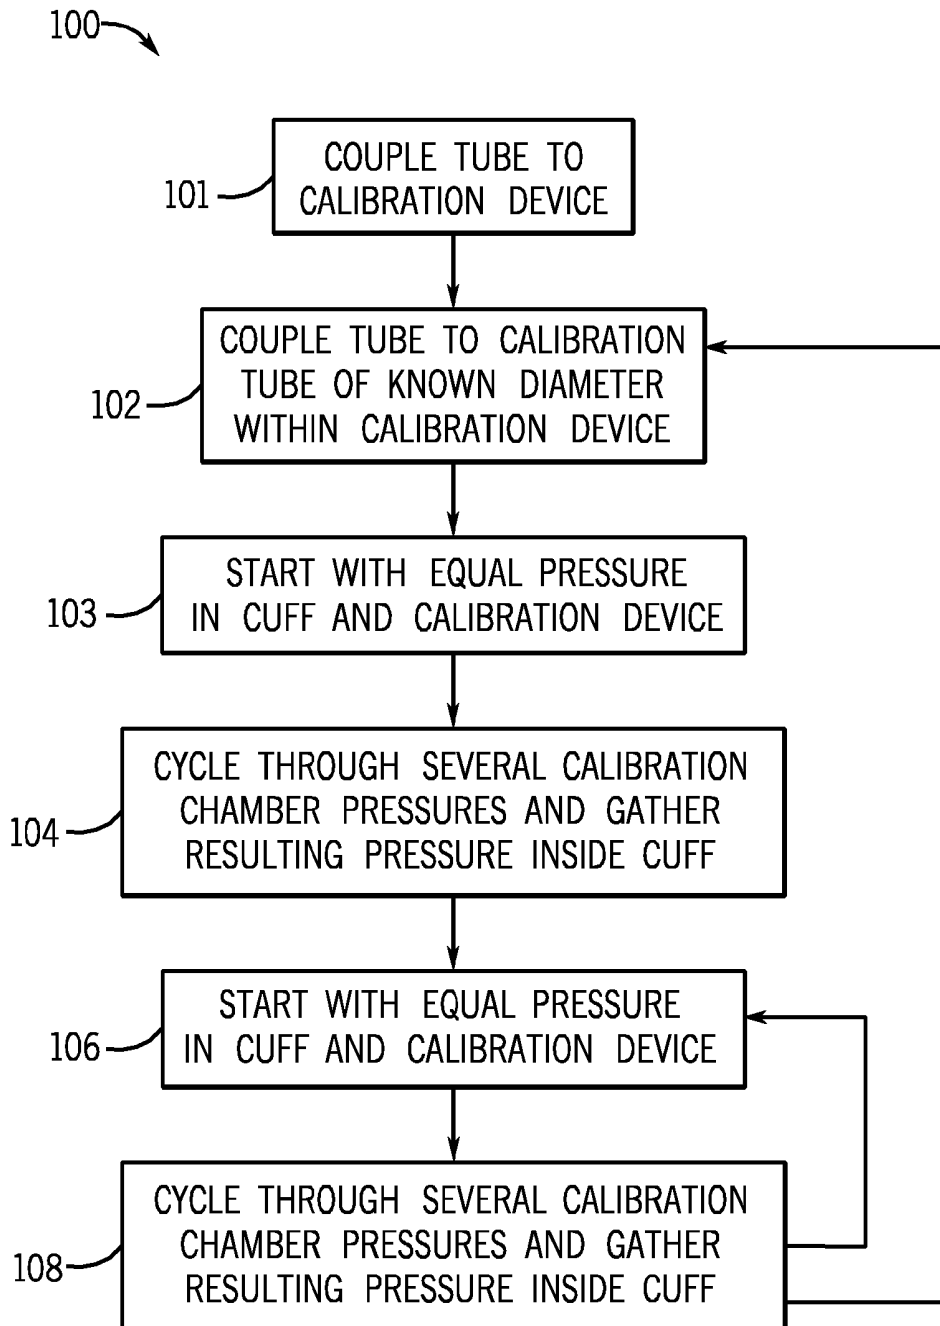 100
101
COUPLE TUBE TO
CALIBRATION DEVICE
102
COUPLE TUBE TO CALIBRATION
TUBE OF KNOWN DIAMETER
WITHIN CALIBRATION DEVICE
103
START WITH EQUAL PRESSURE
IN CUFF AND CALIBRATION DEVICE
104
CYCLE THROUGH SEVERAL CALIBRATION
CHAMBER PRESSURES AND GATHER
RESULTING PRESSURE INSIDE CUFF
106
START WITH EQUAL PRESSURE
IN CUFF AND CALIBRATION DEVICE
108
CYCLE THROUGH SEVERAL CALIBRATION
CHAMBER PRESSURES AND GATHER
RESULTING PRESSURE INSIDE CUFF